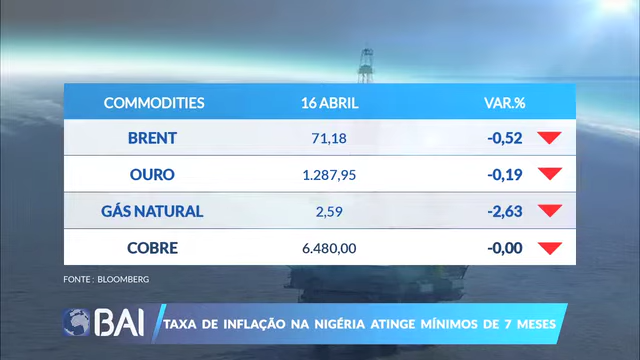 COMMODITIES 16 ABRIL VAR.%
BRENT 71,18 -0,52
OURO 1.287,95 -0,19
GÁS NATURAL 2,59 -2,63
COBRE 6.480,00 -0,00
FONTE : BLOOMBERG
BAI TAXA DE INFLAÇÃO NA NIGÉRIA ATINGE MÍNIMOS DE 7 MESES